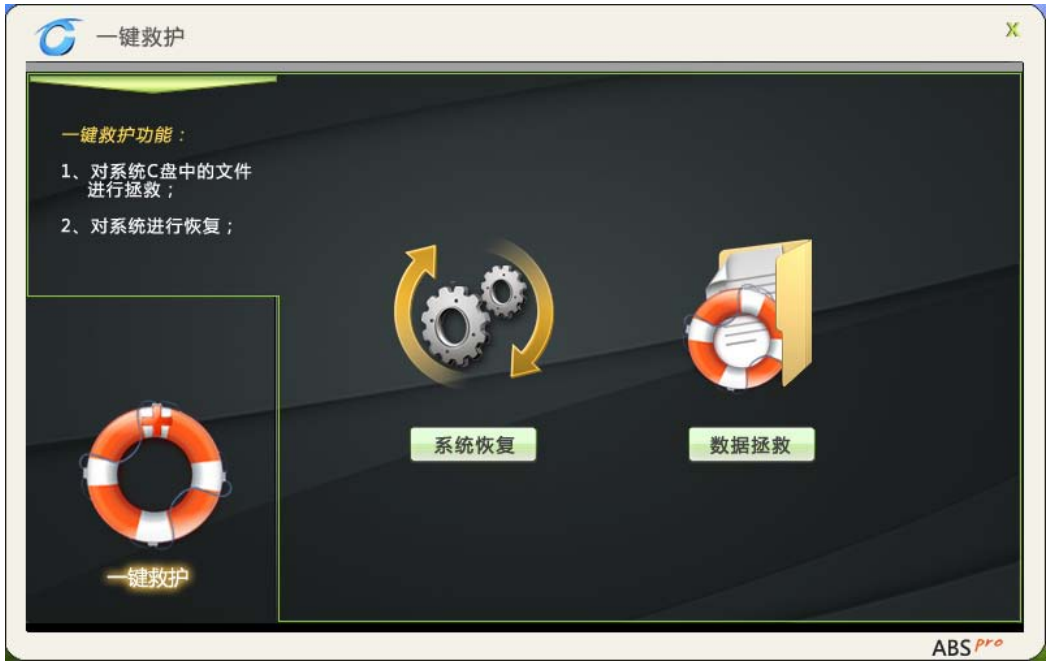 一键救护
X
一键救护功能：
1、对系统C盘中的文件
进行拯救；
2、对系统进行恢复；
系统恢复
数据拯救
一键救护
ABS pro